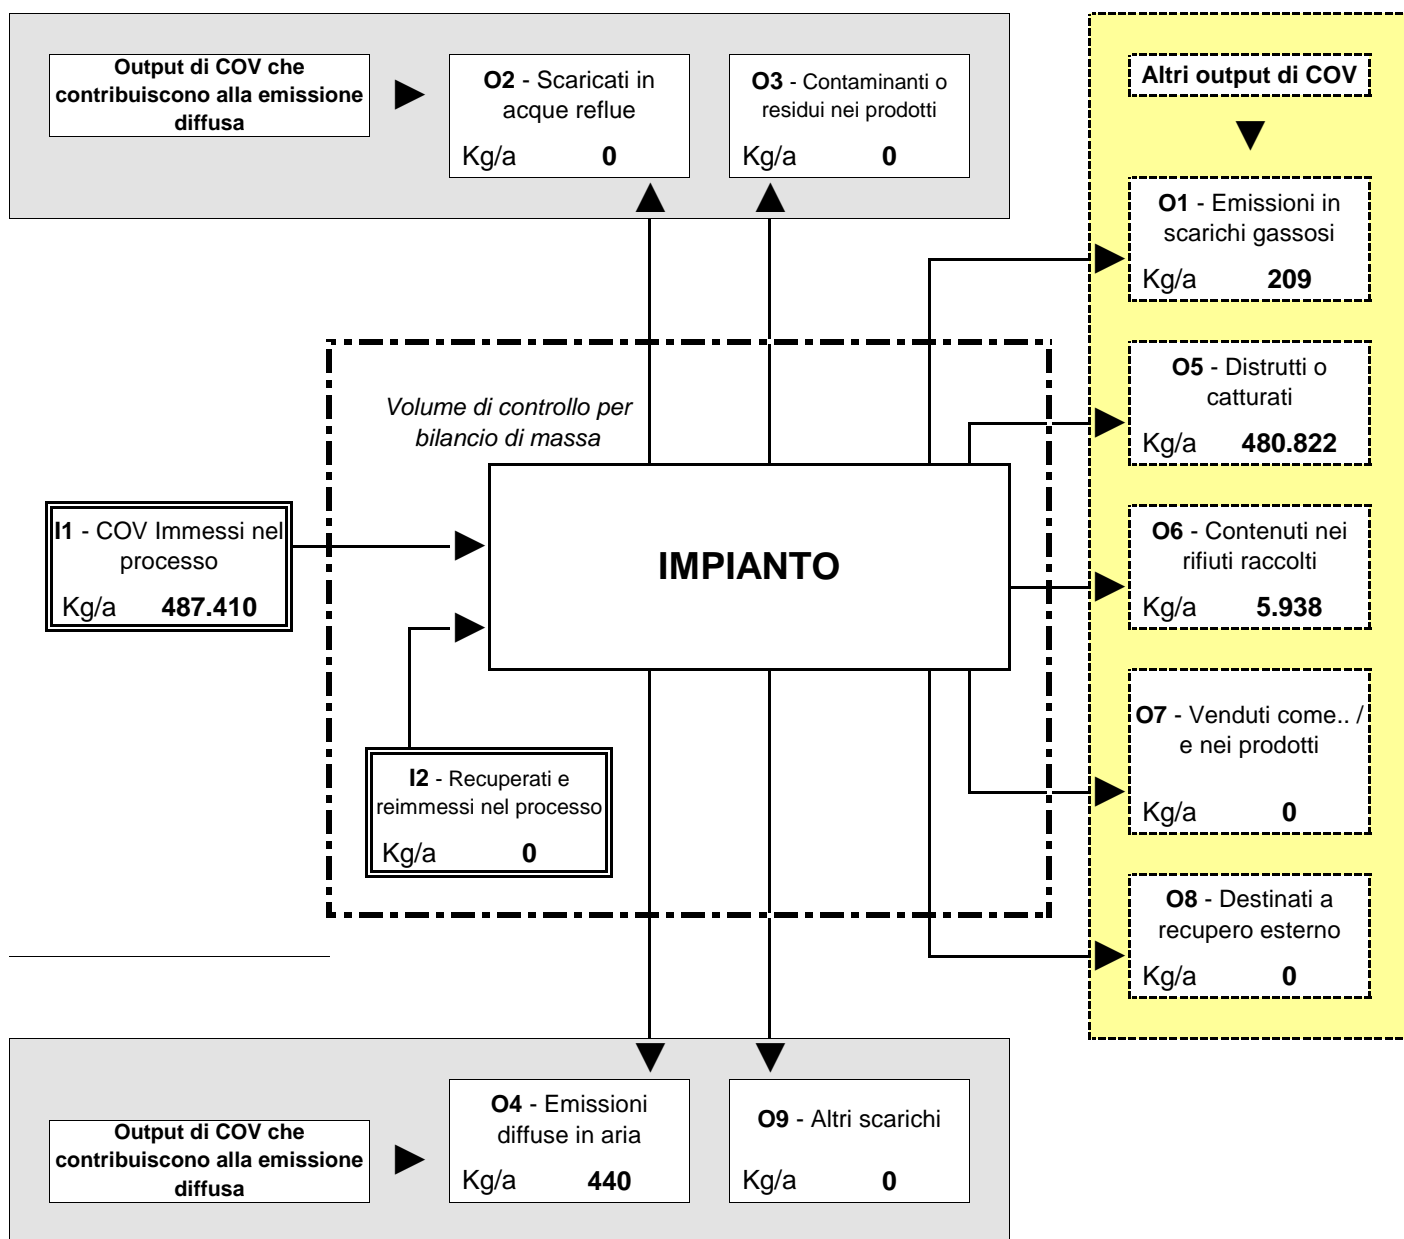 Output di COV che
contribuiscono alla emissione
diffusa
O2 - Scaricati in
acque reflue
Kg/a 0
O3 - Contaminanti o
residui nei prodotti
Kg/a 0
Altri output di COV
O1 - Emissioni in
scarichi gassosi
Kg/a 209
O5 - Distrutti o
catturati
Kg/a 480.822
Volume di controllo per
bilancio di massa
I1 - COV Immessi nel
processo
Kg/a 487.410
IMPIANTO
O6 - Contenuti nei
rifiuti raccolti
Kg/a 5.938
I2 - Recuperati e
reimmessi nel processo
Kg/a 0
O7 - Venduti come.. /
e nei prodotti
Kg/a 0
O8 - Destinati a
recupero esterno
Kg/a 0
Output di COV che
contribuiscono alla emissione
diffusa
O4 - Emissioni
diffuse in aria
Kg/a 440
O9 - Altri scarichi
Kg/a 0